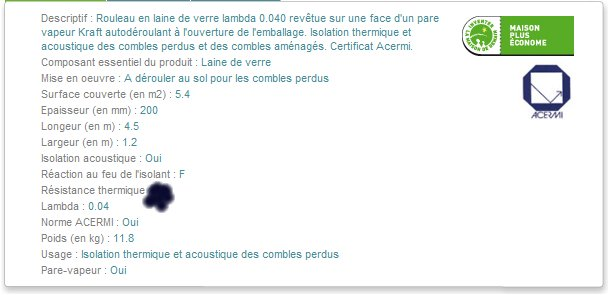 Descriptif : Rouleau en laine de verre lambda 0.040 revêtue sur une face d'un pare
vapeur Kraft autodéroulant à l'ouverture de l'emballage. Isolation thermique et
acoustique des combles perdus et des combles aménagés. Certificat Acermi.
Composant essentiel du produit : Laine de verre
Mise en oeuvre : A dérouler au sol pour les combles perdus
Surface couverte (en m2) : 5.4
Epaisseur (en mm) : 200
Longeur (en m) : 4.5
Largeur (en m) : 1.2
Isolation acoustique : Oui
Réaction au feu de l'isolant : F
Résistance thermique
Lambda : 0.04
Norme ACERMI : Oui
Poids (en kg) : 11.8
Usage : Isolation thermique et acoustique des combles perdus
Pare-vapeur : Oui
MAISON
PLUS
ÉCONOME
ACERMI